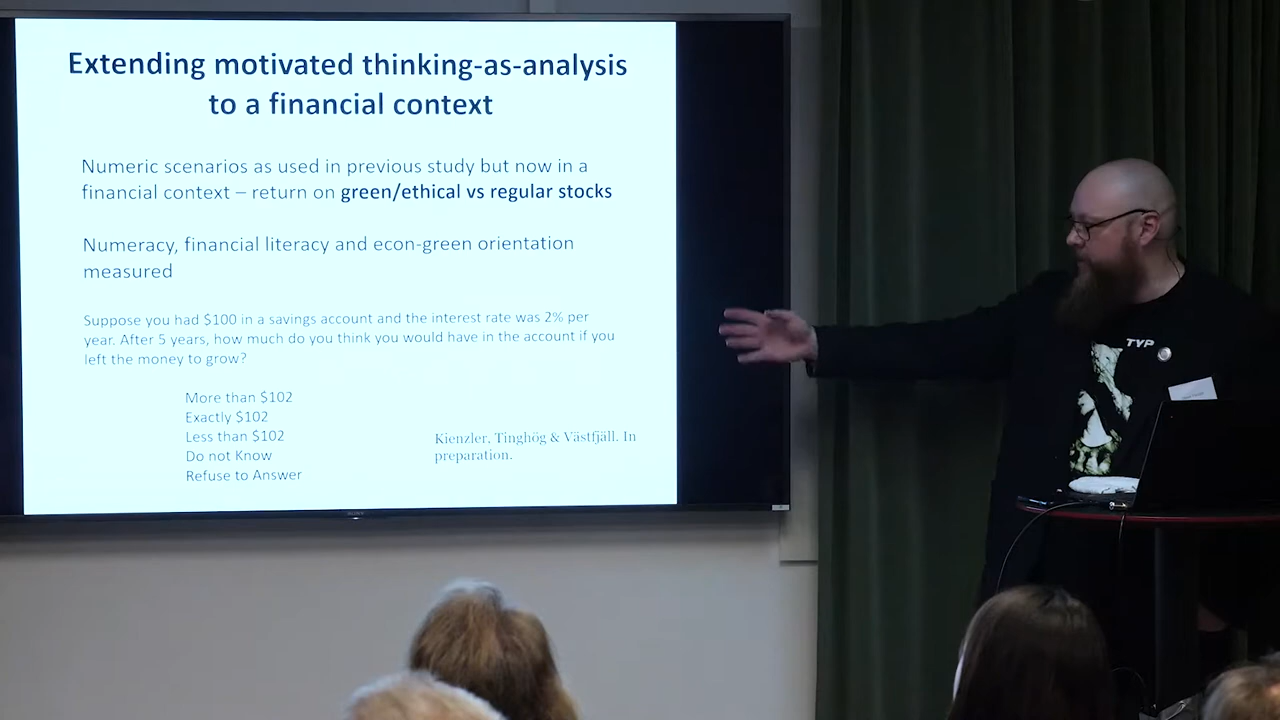 Extending motivated thinking-as-analysis
to a financial context
Numeric scenarios as used in previous study but now in a
financial context – return on green/ethical vs regular stocks
Numeracy, financial literacy and econ-green orientation
measured
Suppose you had $100 in a savings account and the interest rate was 2% per
year. After 5 years, how much do you think you would have in the account if you
left the money to grow?
More than $102
Exactly $102
Less than $102
Do not Know
Refuse to Answer
Kienzler, Tinghög & Västfjäll. In
preparation.
SONY
TYP